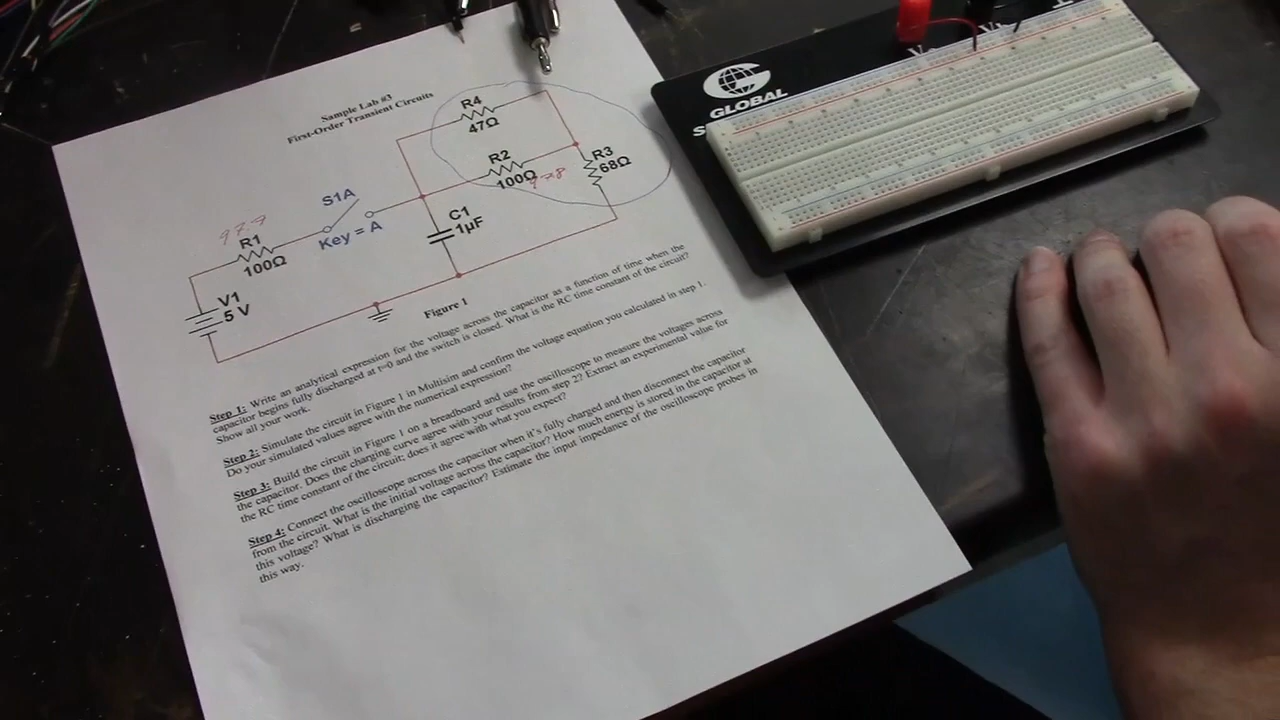 Sample Lab #3
First-Order Transient Circuits
R4
47Ω
R2
100Ω
R3
68Ω
S1A
Key = A
C1
1µF
97.7
R1
100Ω
V1
5 V
Figure 1
Step 1: Write an analytical expression for the voltage across the capacitor as a function of time when the
capacitor begins fully discharged at t=0 and the switch is closed. What is the RC time constant of the circuit?
Show all your work.
Step 2: Simulate the circuit in Figure 1 in Multisim and confirm the voltage equation you calculated in step 1.
Do your simulated values agree with the numerical expression?
Step 3: Build the circuit in Figure 1 on a breadboard and use the oscilloscope to measure the voltages across
the capacitor. Does the charging curve agree with your results from step 2? Extract an experimental value for
the RC time constant of the circuit; does it agree with what you expect?
Step 4: Connect the oscilloscope across the capacitor when it's fully charged and then disconnect the capacitor
from the circuit. What is the initial voltage across the capacitor? How much energy is stored in the capacitor at
this voltage? What is discharging the capacitor? Estimate the input impedance of the oscilloscope probes in
this way.
GLOBAL